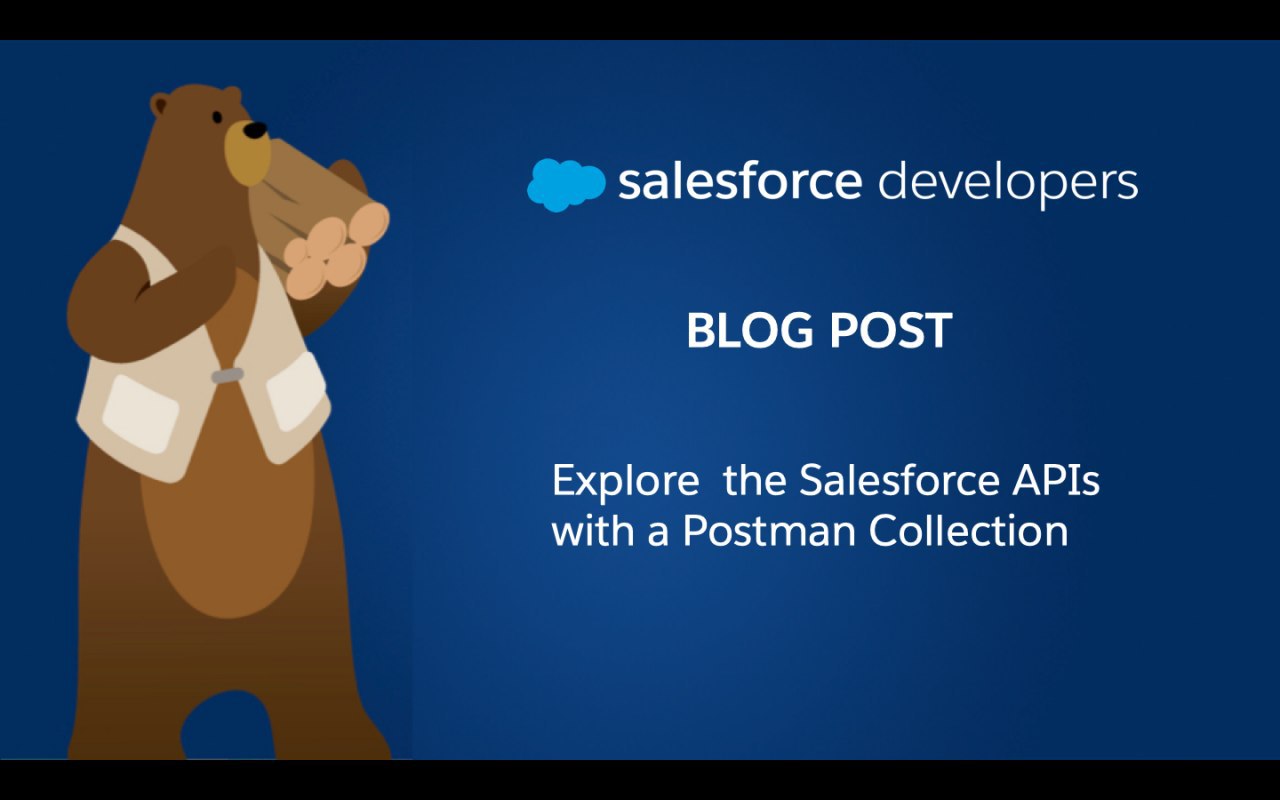 salesforce developers
BLOG POST
Explore the Salesforce APIs
with a Postman Collection